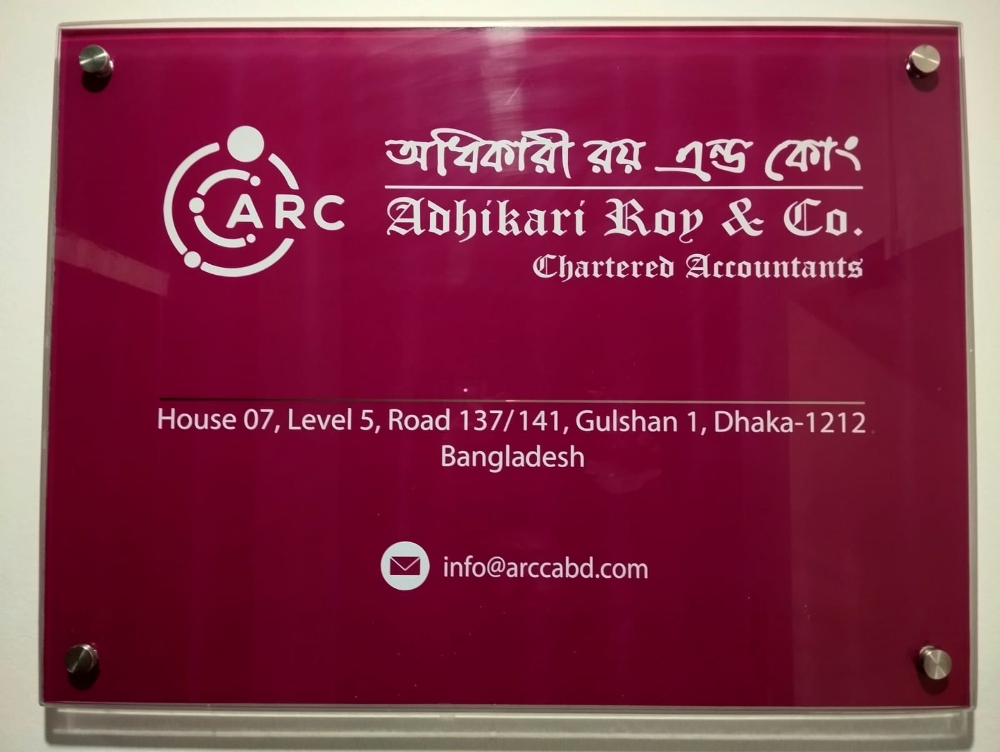 ARC
অধিকারী রয় এন্ড কোং
Adhikari Roy & Co.
Chartered Accountants
House 07, Level 5, Road 137/141, Gulshan 1, Dhaka-1212
Bangladesh
info@arccabd.com